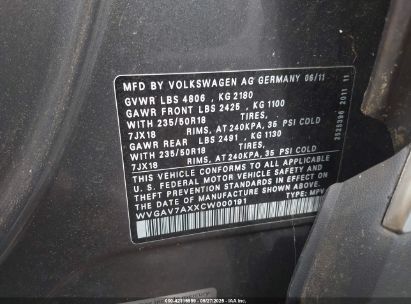 MFD BY VOLKSWAGEN AG GERMANY 06/11
GVWR LBS 4806 , KG 2180
GAWR FRONT LBS 2425 , KG 1100
WITH 235/50R18 TIRES,
7JX18 RIMS, AT 240KPA, 35 PSI COLD
GAWR REAR LBS 2491 , KG 1130
WITH 235/50R18 TIRES,
7JX18 RIMS, AT 240KPA, 35 PSI COLD
THIS VEHICLE CONFORMS TO ALL APPLICABLE
U.S. FEDERAL MOTOR VEHICLE SAFETY AND
THEFT PREVENTION STANDARDS IN EFFECT ON
THE DATE OF MANUFACTURE SHOWN ABOVE.
WVGAV7AXXCW000191 TYPE: MPV
2525396 2011 11